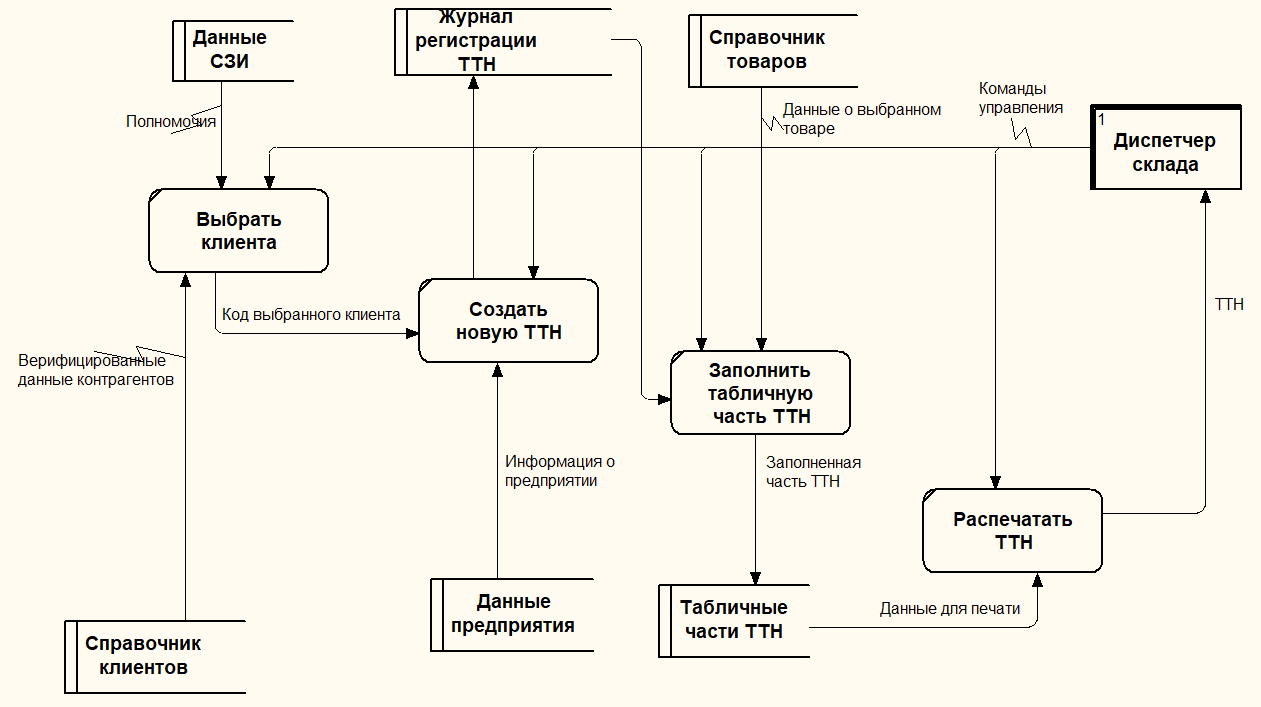 Журнал
регистрации
ТТН
Данные
СЗИ
Справочник
товаров
Команды
управления
Данные о выбранном
товаре
Полномочия
1
Диспетчер
склада
Выбрать
клиента
Код выбранного клиента
Создать
новую ТТН
ТТН
Верифицированные
данные контрагентов
Заполнить
табличную
часть ТТН
Информация о
предприятии
Заполненная
часть ТТН
Распечатать
ТТН
Данные
предприятия
Табличные
части ТТН
Данные для печати
Справочник
клиентов